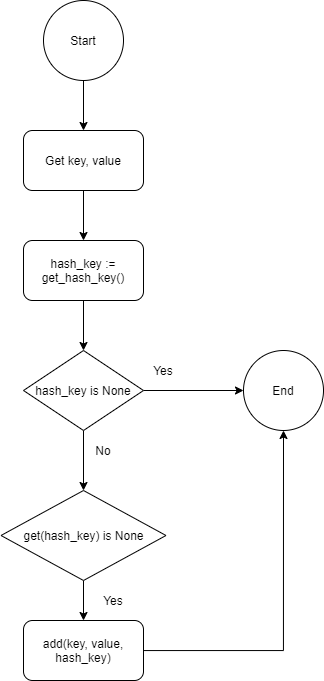 Start
Get key, value
hash_key :=
get_hash_key()
hash_key is None
Yes
End
No
get(hash_key) is None
Yes
add(key, value,
hash_key)